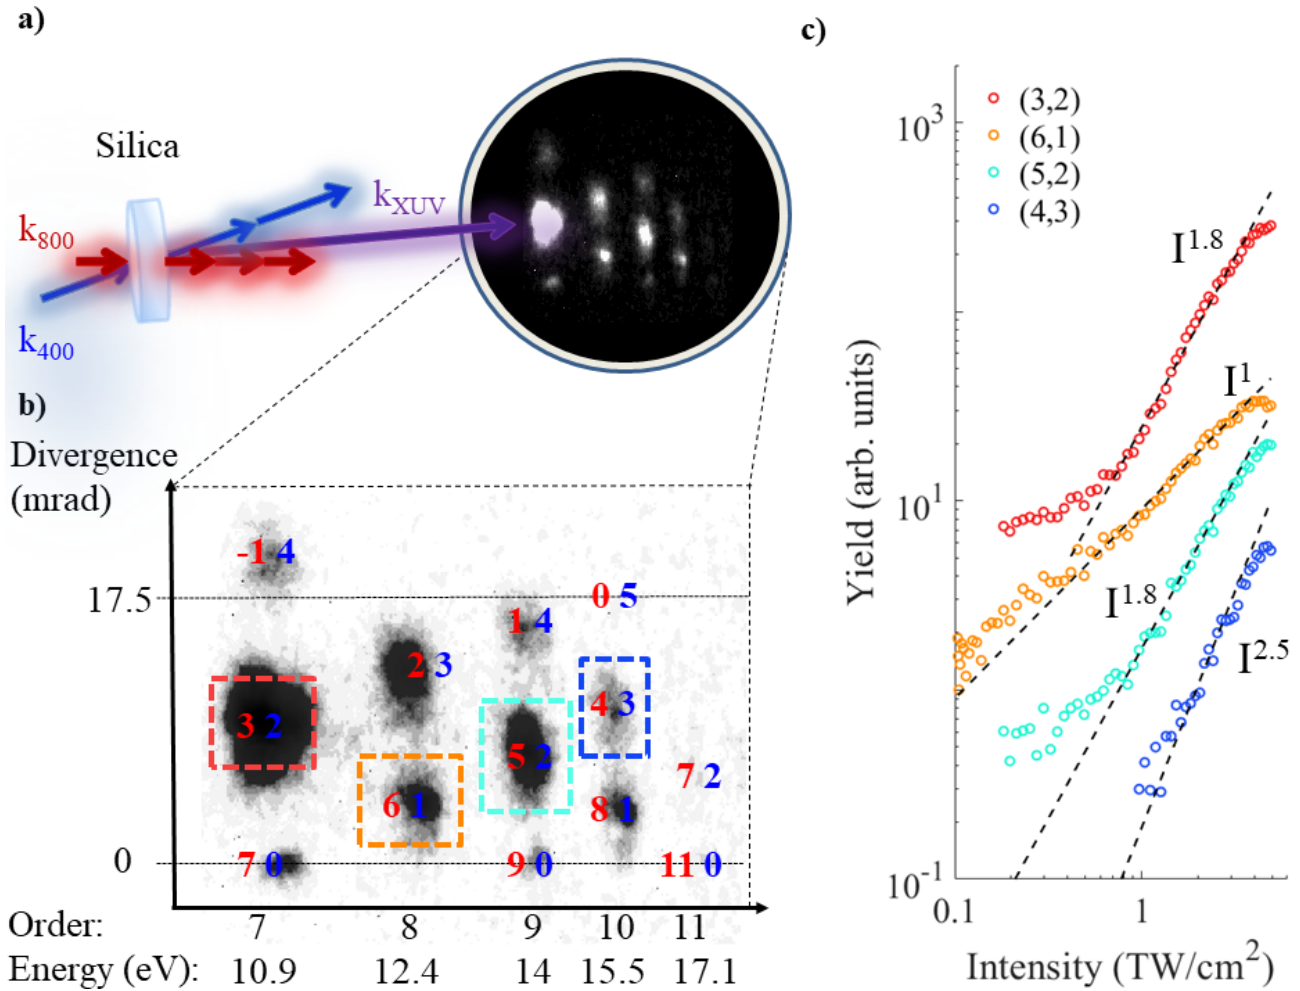 a)
Silica
k800
k400
kXUV
b)
Divergence
(mrad)
17.5
0
-1 4
3 2
7 0
2 3
6 1
1 4
5 2
9 0
0 5
4 3
8 1
7 2
11 0
Order: 7 8 9 10 11
Energy (eV): 10.9 12.4 14 15.5 17.1
c)
(3,2)
(6,1)
(5,2)
(4,3)
I1.8
I1
I1.8
I2.5
Yield (arb. units)
103
101
10-1
0.1 1
Intensity (TW/cm2)